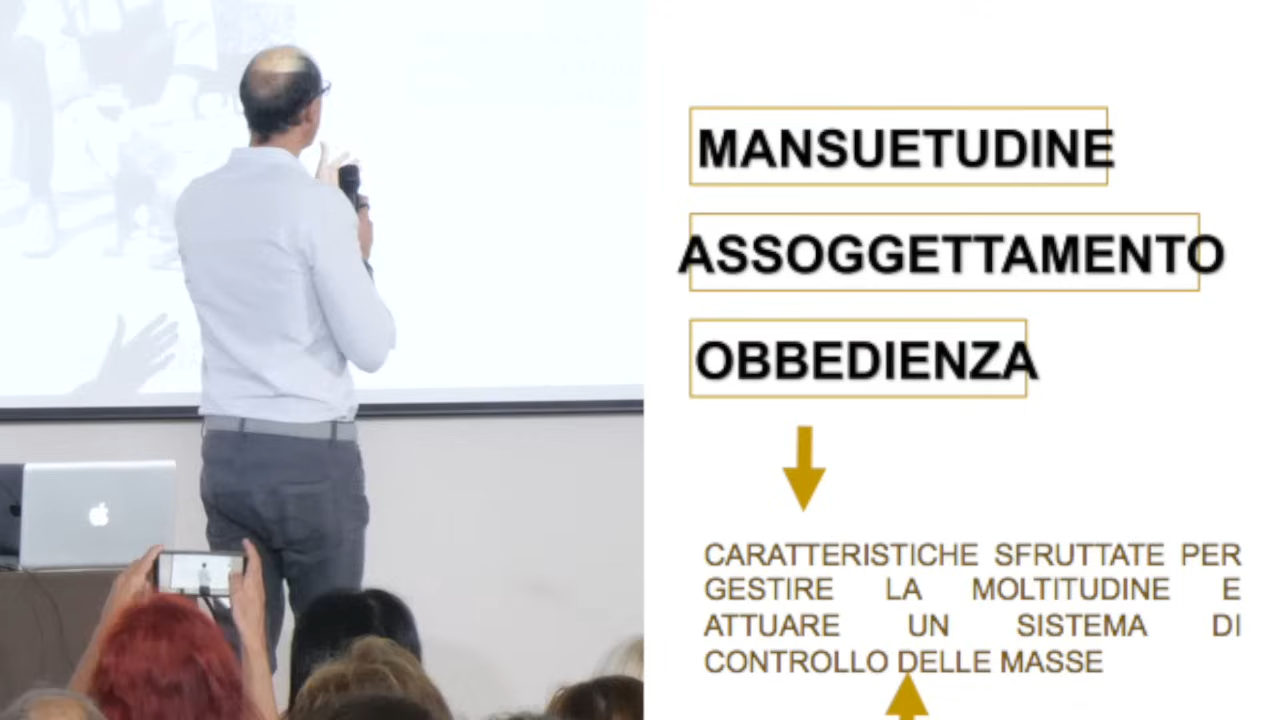 MANSUETUDINE
ASSOGGETTAMENTO
OBBEDIENZA
CARATTERISTICHE SFRUTTATE PER
GESTIRE LA MOLTITUDINE E
ATTUARE UN SISTEMA DI
CONTROLLO DELLE MASSE